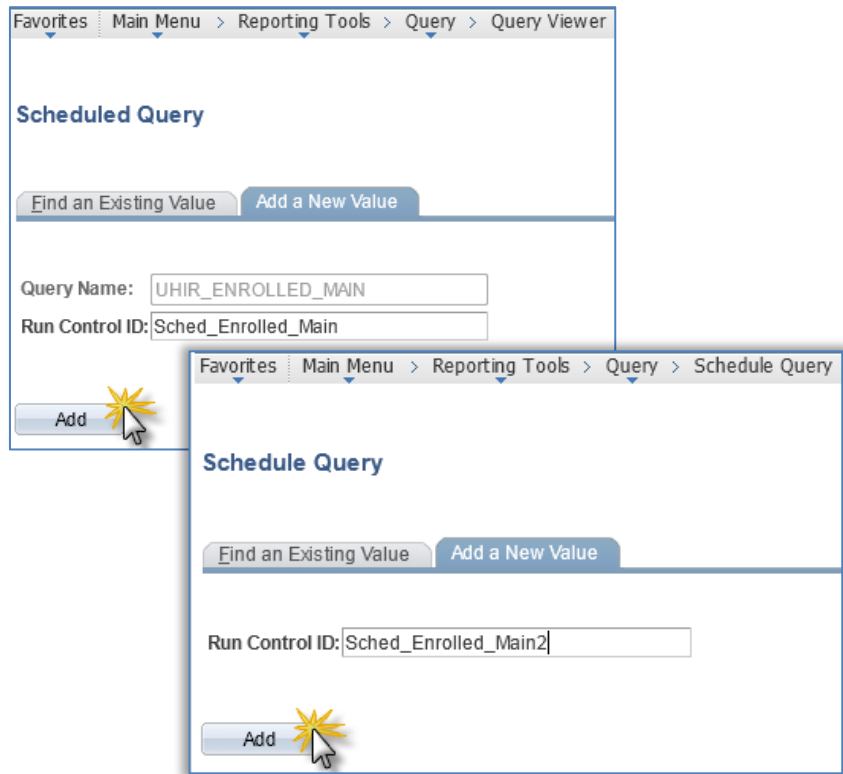 Favorites Main Menu > Reporting Tools > Query > Query Viewer
Scheduled Query
Find an Existing Value Add a New Value
Query Name: UHIR_ENROLLED_MAIN
Run Control ID: Sched_Enrolled_Main
Add
Favorites Main Menu > Reporting Tools > Query > Schedule Query
Schedule Query
Find an Existing Value Add a New Value
Run Control ID: Sched_Enrolled_Main2
Add